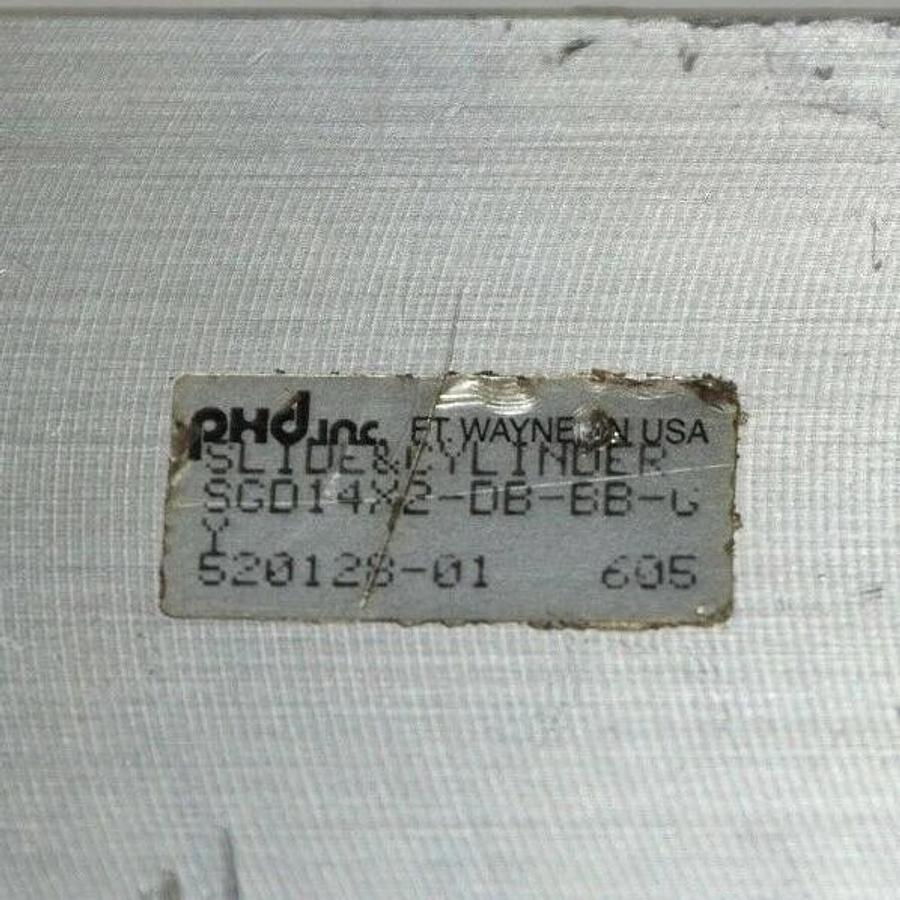 PHD inc. FT WAYNE IN USA
SLIDE&CYLINDER
SGD14X2-DB-BB-G
Y
520128-01 605